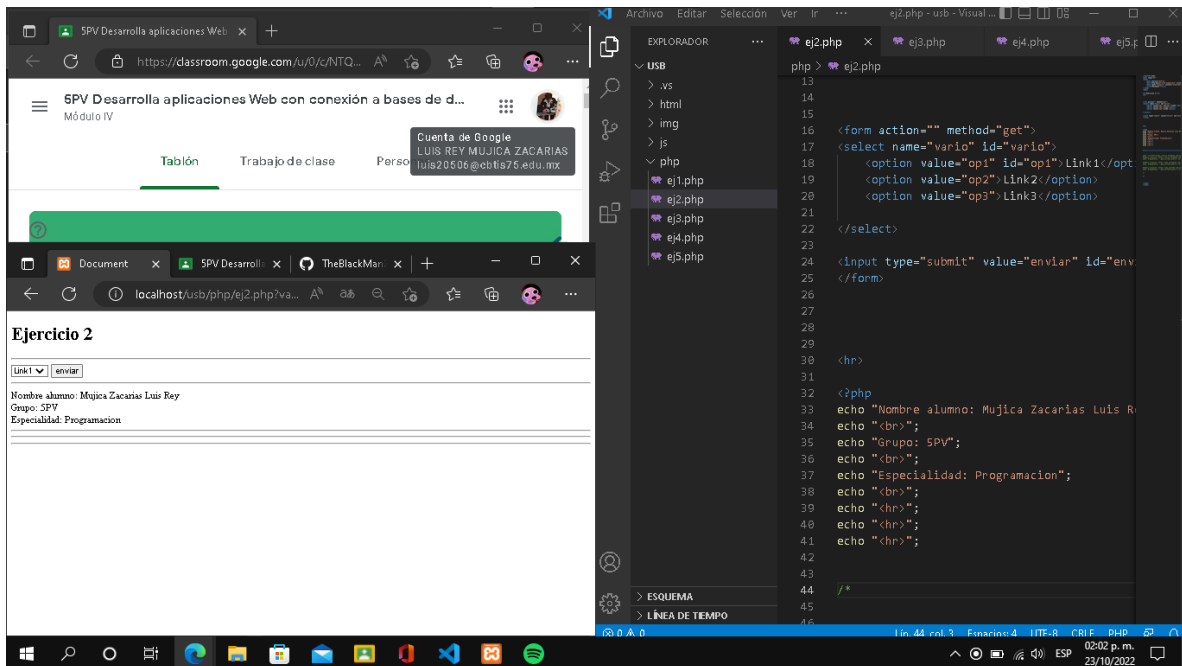 5PV Desarrolla aplicaciones Web
https://classroom.google.com/u/0/c/NTQ...
5PV Desarrolla aplicaciones Web con conexión a bases de d...
Módulo IV
Cuenta de Google
LUIS REY MUJICA ZACARIAS
luis20506@cbtis75.edu.mx
Tablón
Trabajo de clase
Perso
Document
5PV Desarroll
TheBlackMan
localhost/usb/php/ej2.php?va...
Ejercicio 2
Link1
enviar
Nombre alumno: Mujica Zacarias Luis Rey
Grupo: 5PV
Especialidad: Programacion
Archivo Editar Selección Ver Ir ... ej2.php - usb - Visual ...
EXPLORADOR ...
USB
.vs
html
img
js
php
ej1.php
ej2.php
ej3.php
ej4.php
ej5.php
ESQUEMA
LÍNEA DE TIEMPO
ej2.php ej3.php ej4.php ej5.p
php > ej2.php
13
14
15
16 <form action="" method="get">
17 <select name="vario" id="vario">
18 <option value="op1" id="op1">Link1</opt
19 <option value="op2">Link2</option>
20 <option value="op3">Link3</option>
21
22 </select>
23
24 <input type="submit" value="enviar" id="env
25 </form>
26
27
28
29
30 <hr>
31
32 <?php
33 echo "Nombre alumno: Mujica Zacarias Luis R
34 echo "<br>";
35 echo "Grupo: 5PV";
36 echo "<br>";
37 echo "Especialidad: Programacion";
38 echo "<br>";
39 echo "<hr>";
40 echo "<hr>";
41 echo "<hr>";
42
43
44 /*
45
46
0 0 Lín. 44, col. 3 Espacios: 4 UTF-8 CRLF PHP
ESP
02:02 p. m.
23/10/2022